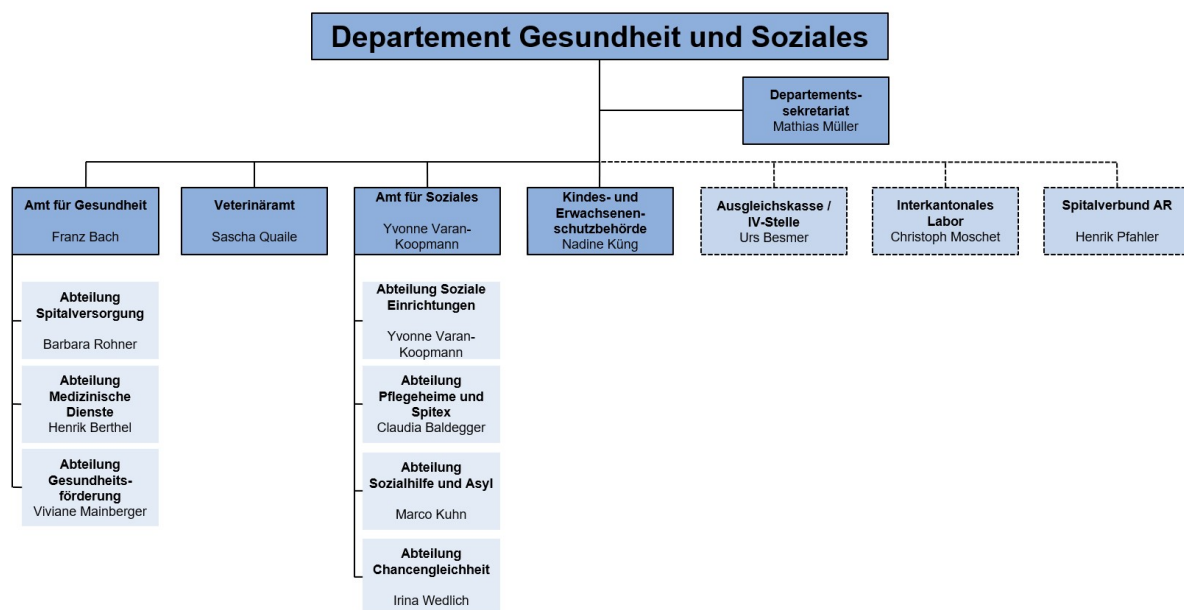 Departement Gesundheit und Soziales
Departements-
sekretariat
Mathias Müller
Amt für Gesundheit
Franz Bach
Veterinäramt
Sascha Quaile
Amt für Soziales
Yvonne Varan-
Koopmann
Kindes- und
Erwachsenen-
schutzbehörde
Nadine Küng
Ausgleichskasse /
IV-Stelle
Urs Besmer
Interkantonales
Labor
Christoph Moschet
Spitalverbund AR
Henrik Pfahler
Abteilung
Spitalversorgung
Barbara Rohner
Abteilung
Medizinische
Dienste
Henrik Berthel
Abteilung
Gesundheits-
förderung
Viviane Mainberger
Abteilung Soziale
Einrichtungen
Yvonne Varan-
Koopmann
Abteilung
Pflegeheime und
Spitex
Claudia Baldegger
Abteilung
Sozialhilfe und Asyl
Marco Kuhn
Abteilung
Chancengleichheit
Irina Wedlich